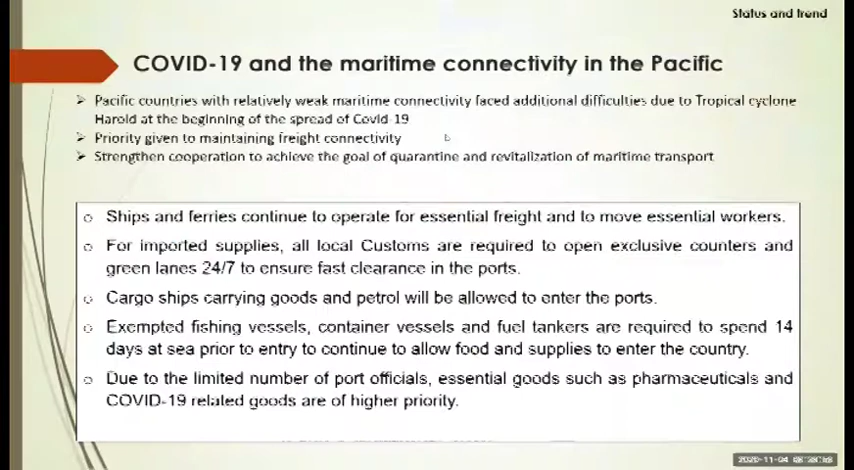 Status and trend
COVID-19 and the maritime connectivity in the Pacific
➢ Pacific countries with relatively weak maritime connectivity faced additional difficulties due to Tropical cyclone
Harold at the beginning of the spread of Covid-19
➢ Priority given to maintaining freight connectivity
➢ Strengthen cooperation to achieve the goal of quarantine and revitalization of maritime transport
o Ships and ferries continue to operate for essential freight and to move essential workers.
o For imported supplies, all local Customs are required to open exclusive counters and
green lanes 24/7 to ensure fast clearance in the ports.
o Cargo ships carrying goods and petrol will be allowed to enter the ports.
o Exempted fishing vessels, container vessels and fuel tankers are required to spend 14
days at sea prior to entry to continue to allow food and supplies to enter the country.
o Due to the limited number of port officials, essential goods such as pharmaceuticals and
COVID-19 related goods are of higher priority.
2020-11-04